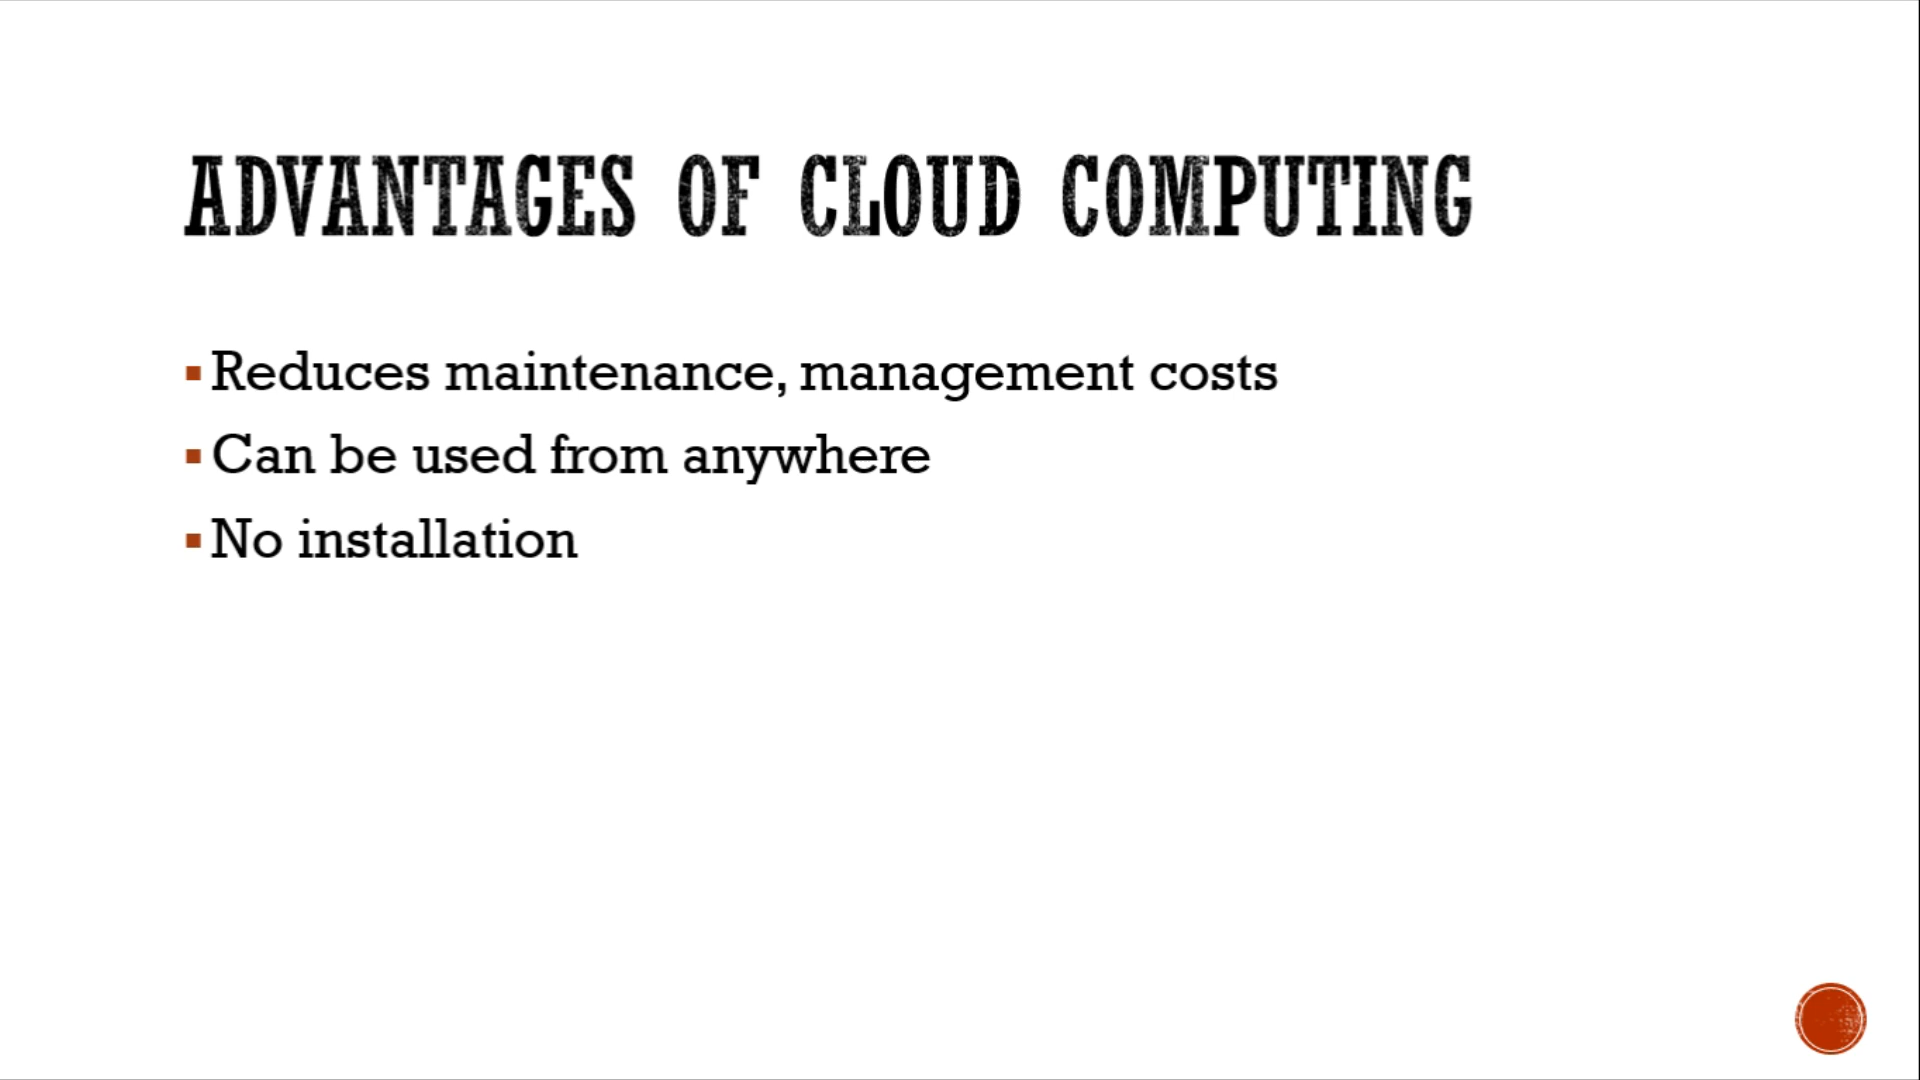 ADVANTAGES OF CLOUD COMPUTING
▪Reduces maintenance, management costs
▪Can be used from anywhere
▪No installation